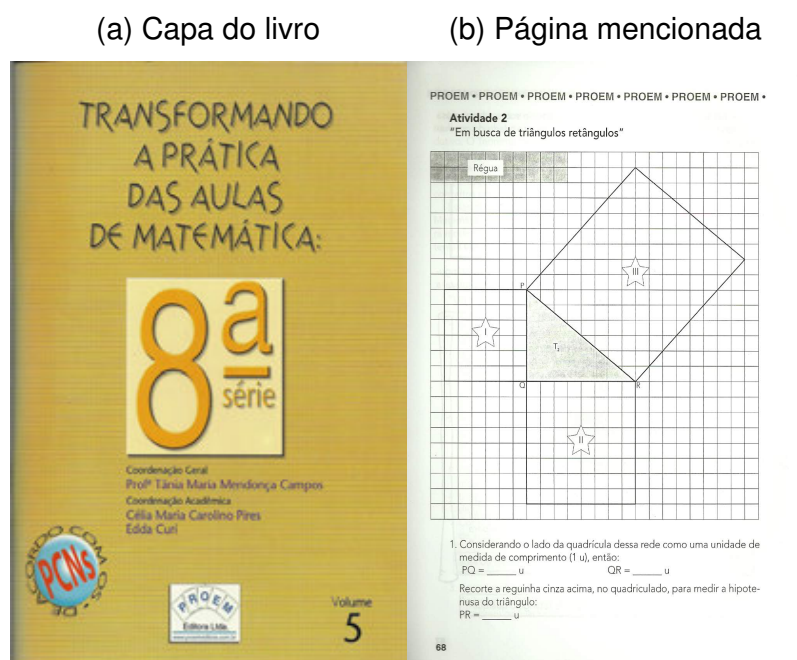 (a) Capa do livro
(b) Página mencionada
TRANSFORMANDO
A PRÁTICA
DAS AULAS
DE MATEMÁTICA:
8ª
série
Coordenação Geral
Profª Tânia Maria Mendonça Campos
Coordenação Acadêmica
Célia Maria Carolino Pires
Edda Curi
DE ACORDO COM OS
PCNs
PROEM
Editora Ltda.
Volume
5
PROEM • PROEM • PROEM • PROEM • PROEM • PROEM • PROEM •
Atividade 2
"Em busca de triângulos retângulos"
Régua
P
III
I
T
Q
R
II
1. Considerando o lado da quadrícula dessa rede como uma unidade de
medida de comprimento (1 u), então:
PQ = ______ u QR = ______ u
Recorte a reguinha cinza acima, no quadriculado, para medir a hipote-
nusa do triângulo:
PR = ______ u
68